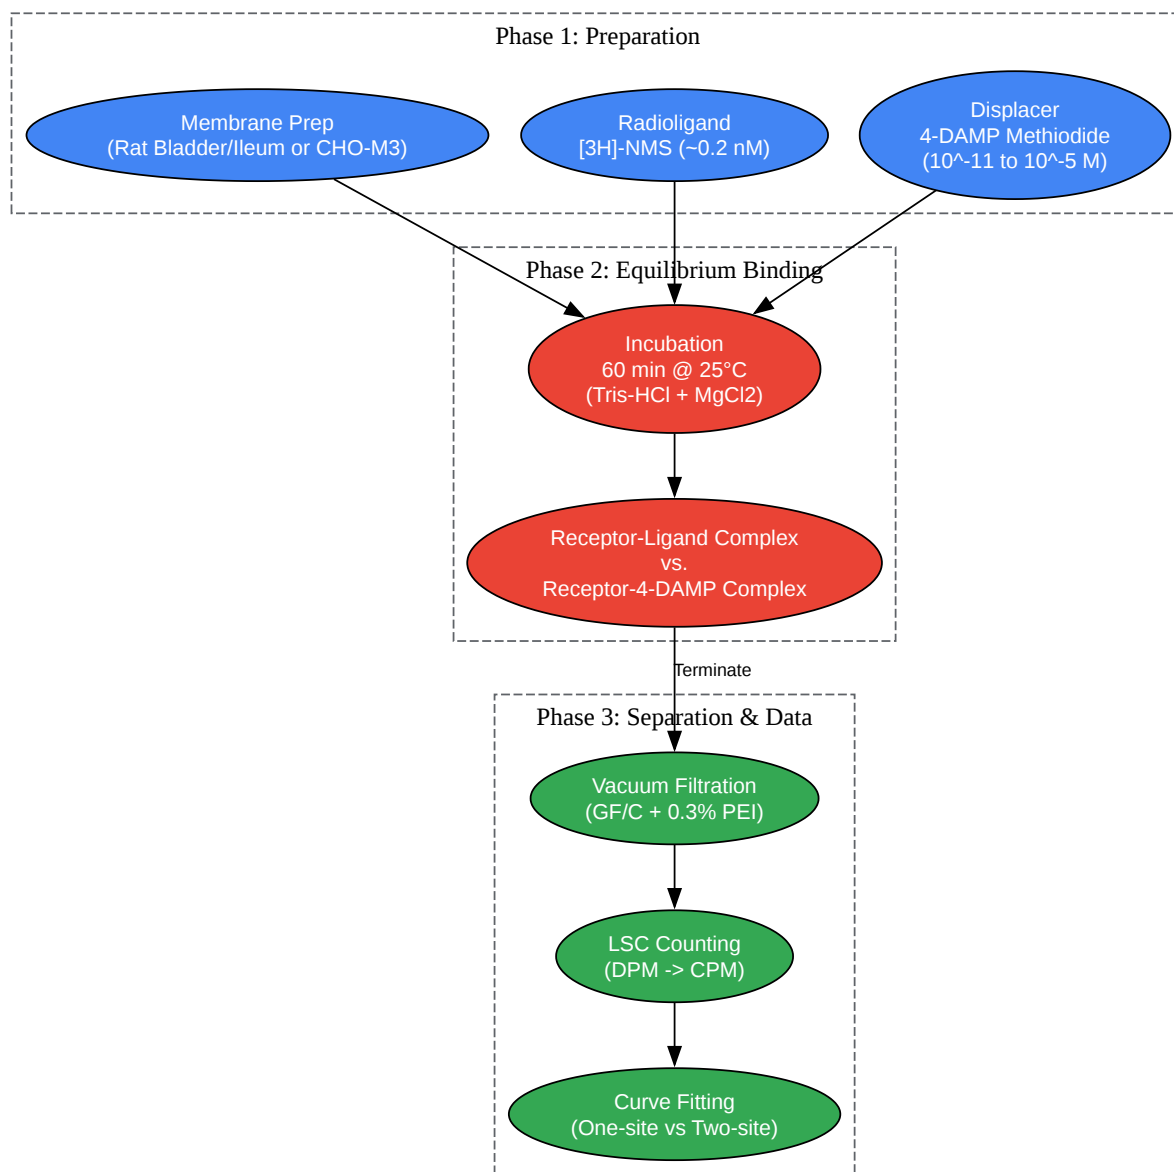 Phase 1: Preparation
Membrane Prep
(Rat Bladder/Ileum or CHO-M3)
Radioligand
[3H]-NMS (~0.2 nM)
Displacer
4-DAMP Methiodide
(10^-11 to 10^-5 M)
Phase 2: Equilibrium Binding
Incubation
60 min @ 25°C
(Tris-HCl + MgCl2)
Receptor-Ligand Complex
vs.
Receptor-4-DAMP Complex
Terminate
Phase 3: Separation & Data
Vacuum Filtration
(GF/C + 0.3% PEI)
LSC Counting
(DPM -> CPM)
Curve Fitting
(One-site vs Two-site)